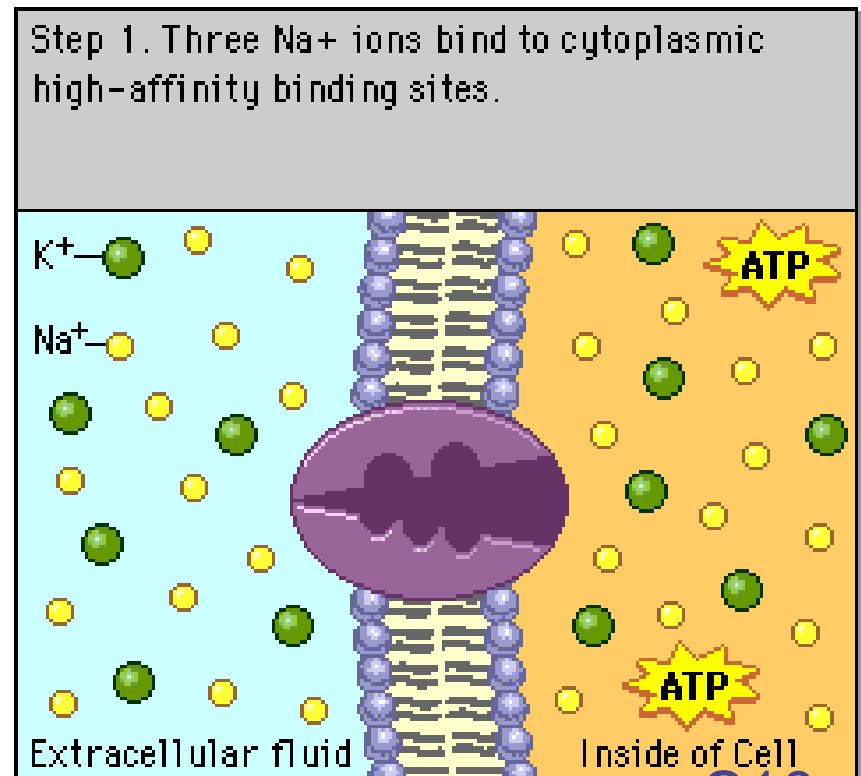 Step 1. Three Na+ ions bind to cytoplasmic
high-affinity binding sites.
K+
ATP
Na+
ATP
Extracellular fluid
Inside of Cell